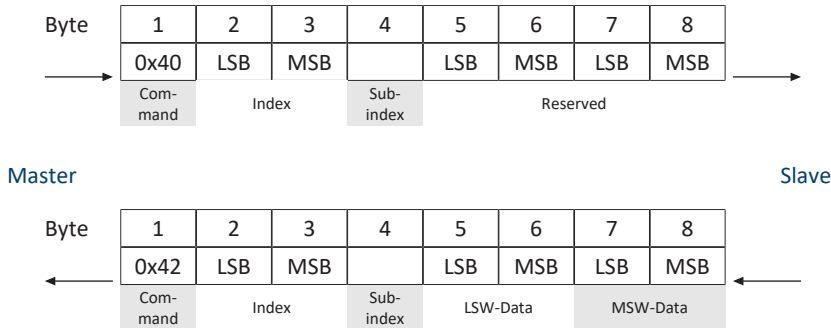 Byte 1 2 3 4 5 6 7 8
0x40 LSB MSB LSB MSB LSB MSB
Com-
mand Index Sub-
index Reserved
Master Slave
Byte 1 2 3 4 5 6 7 8
0x42 LSB MSB LSB MSB LSB MSB
Com-
mand Index Sub-
index LSW-Data MSW-Data